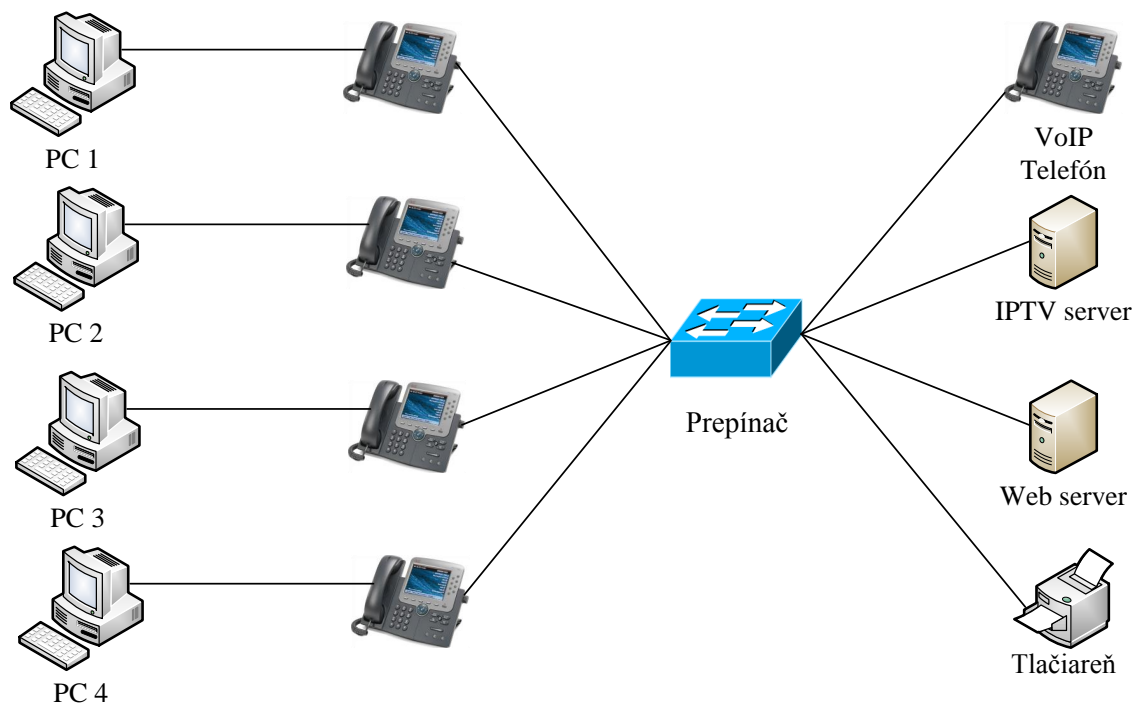 PC 1
PC 2
PC 3
PC 4
Prepínač
VoIP
Telefón
IPTV server
Web server
Tlačiareň